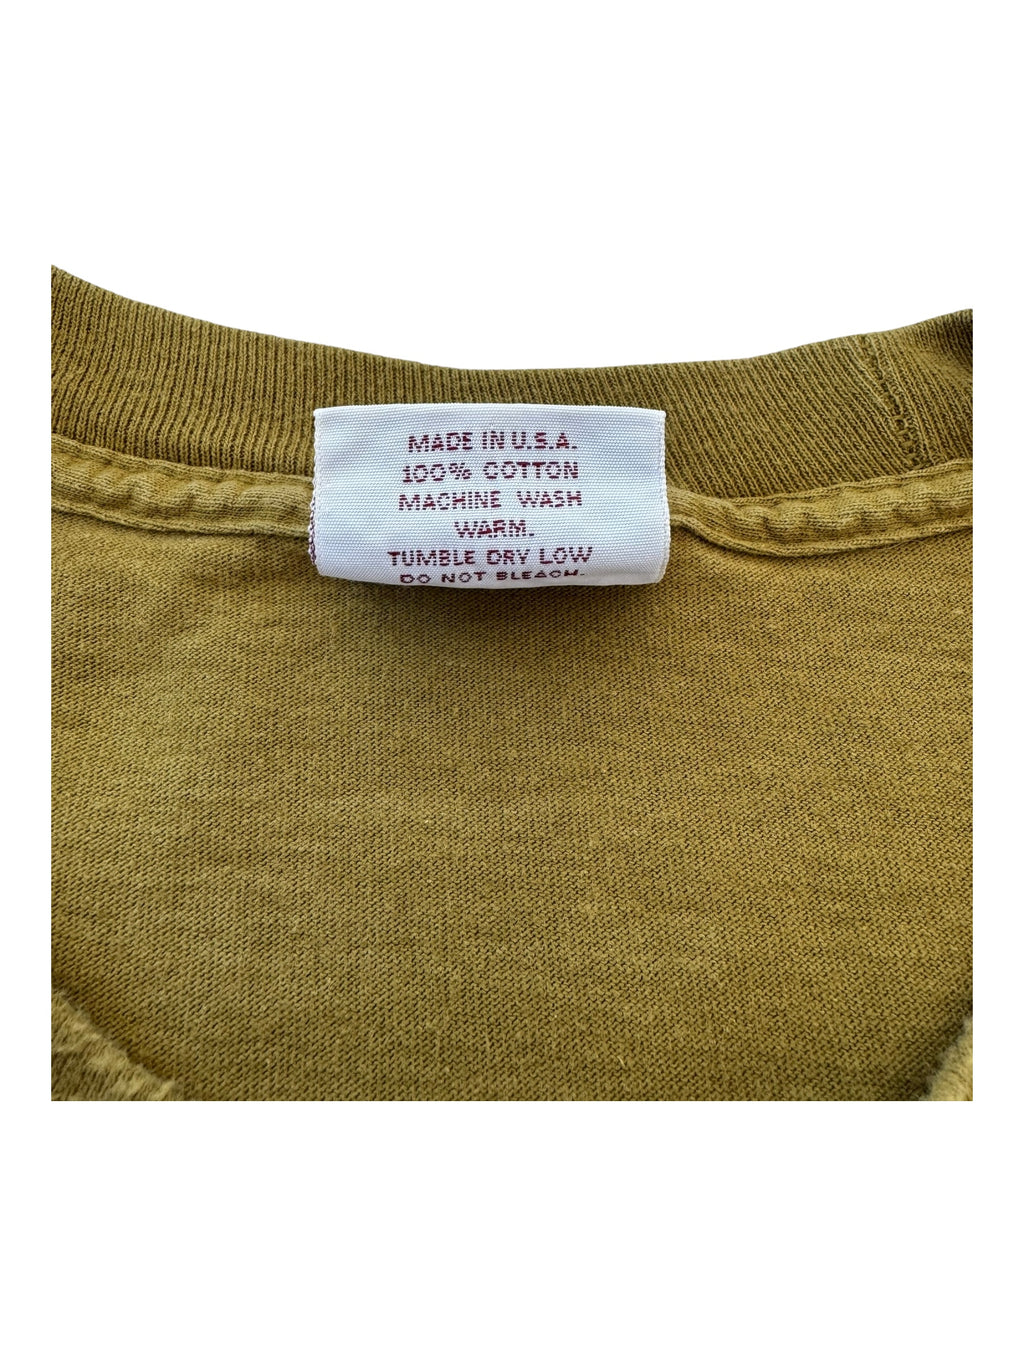 MADE IN U.S.A.
100% COTTON
MACHINE WASH
WARM.
TUMBLE DRY LOW
DO NOT BLEACH.